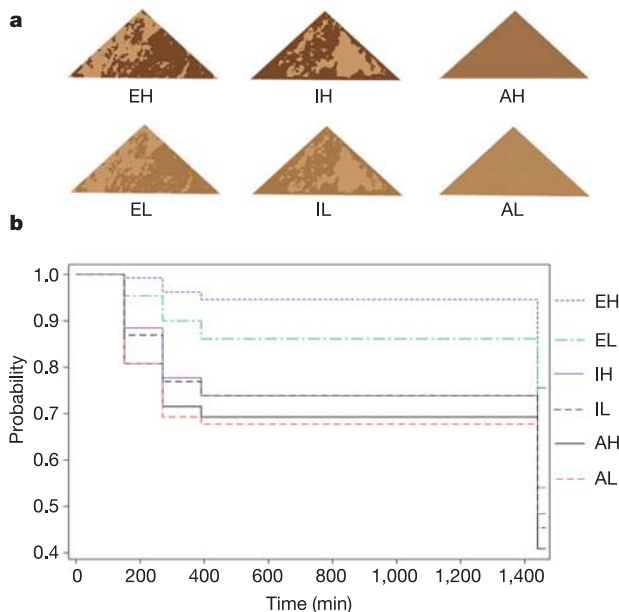 a
EH IH AH
EL IL AL
b
1.0
0.9
0.8
0.7
0.6
0.5
0.4
Probability
0 200 400 600 800 1,000 1,200 1,400
Time (min)
EH
EL
IH
IL
AH
AL